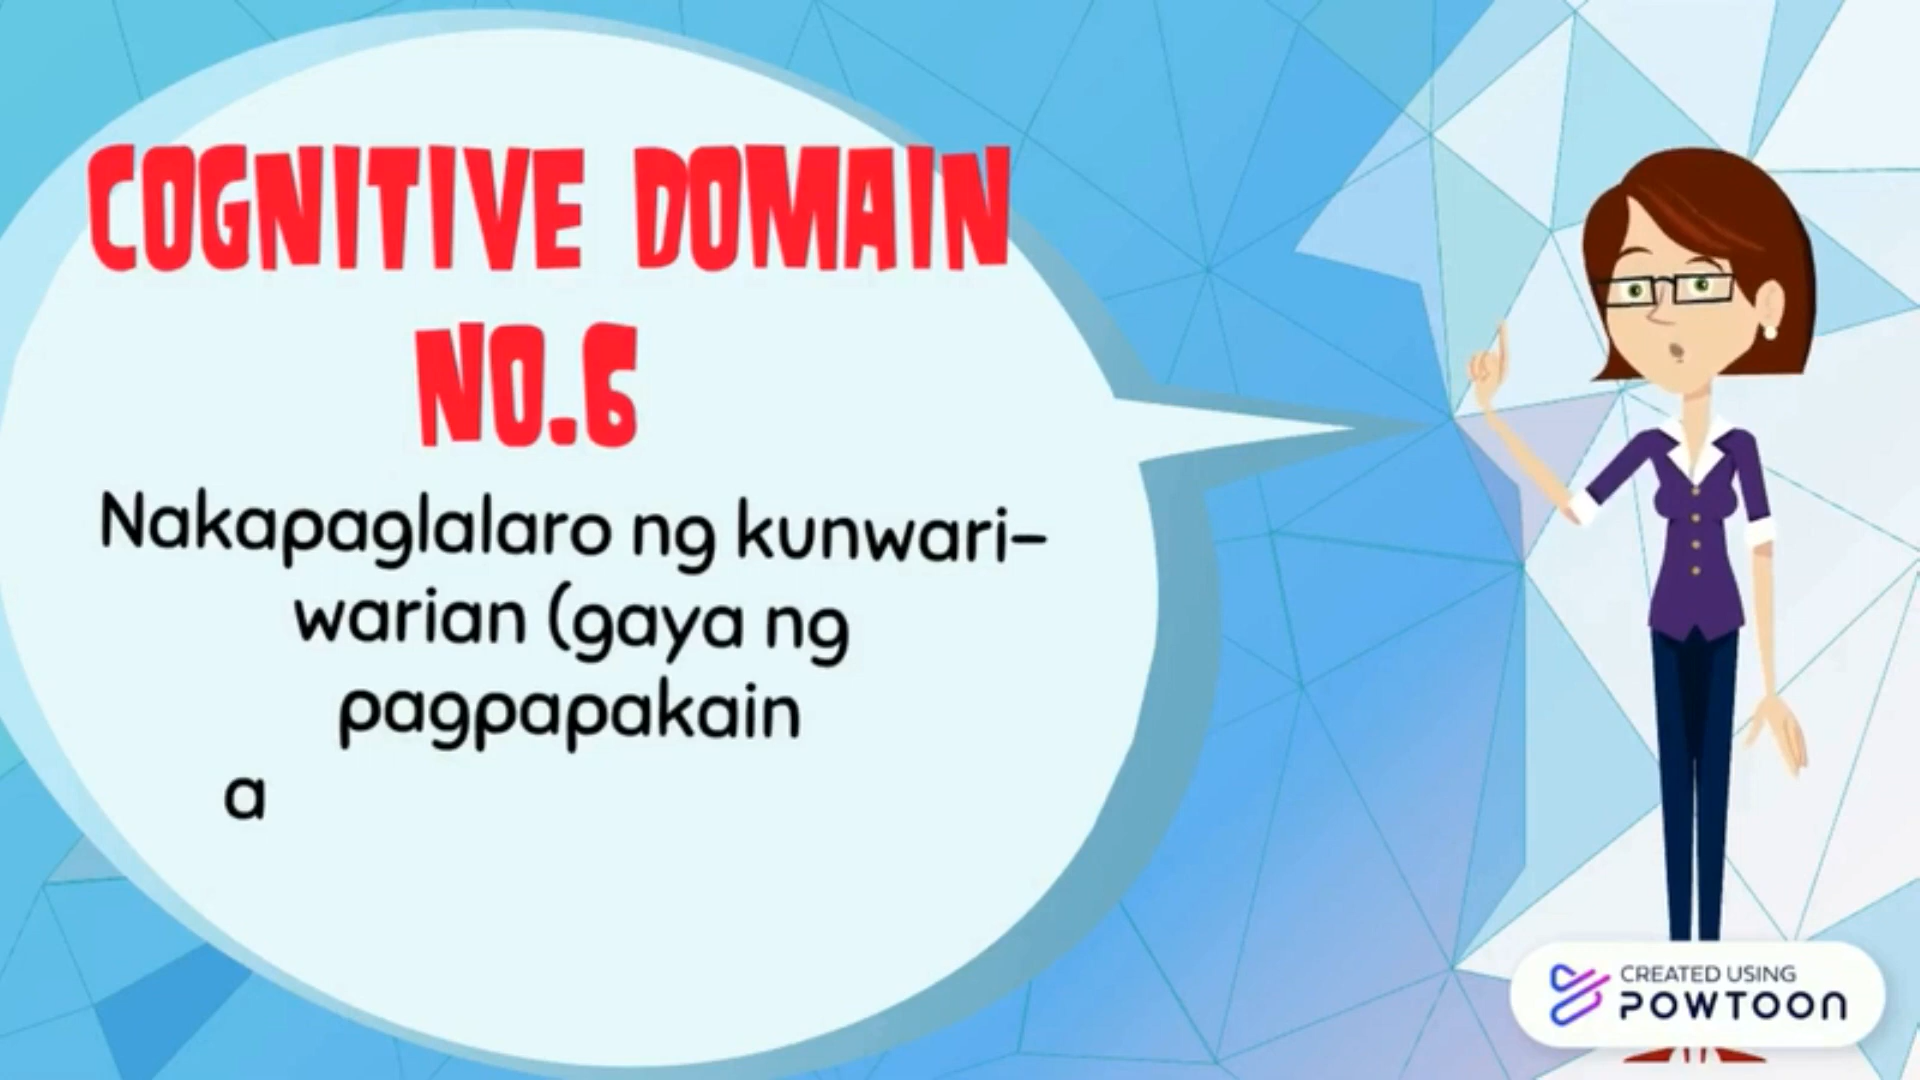 COGNITIVE DOMAIN
NO.6
Nakapaglalaro ng kunwari-
warian (gaya ng
pagpapakain
a
CREATED USING
POWTOON